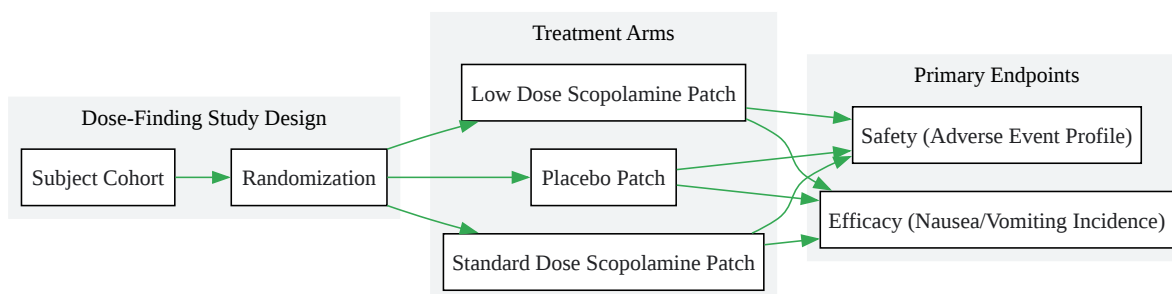 Dose-Finding Study Design
Subject Cohort
Randomization
Treatment Arms
Low Dose Scopolamine Patch
Placebo Patch
Standard Dose Scopolamine Patch
Primary Endpoints
Safety (Adverse Event Profile)
Efficacy (Nausea/Vomiting Incidence)